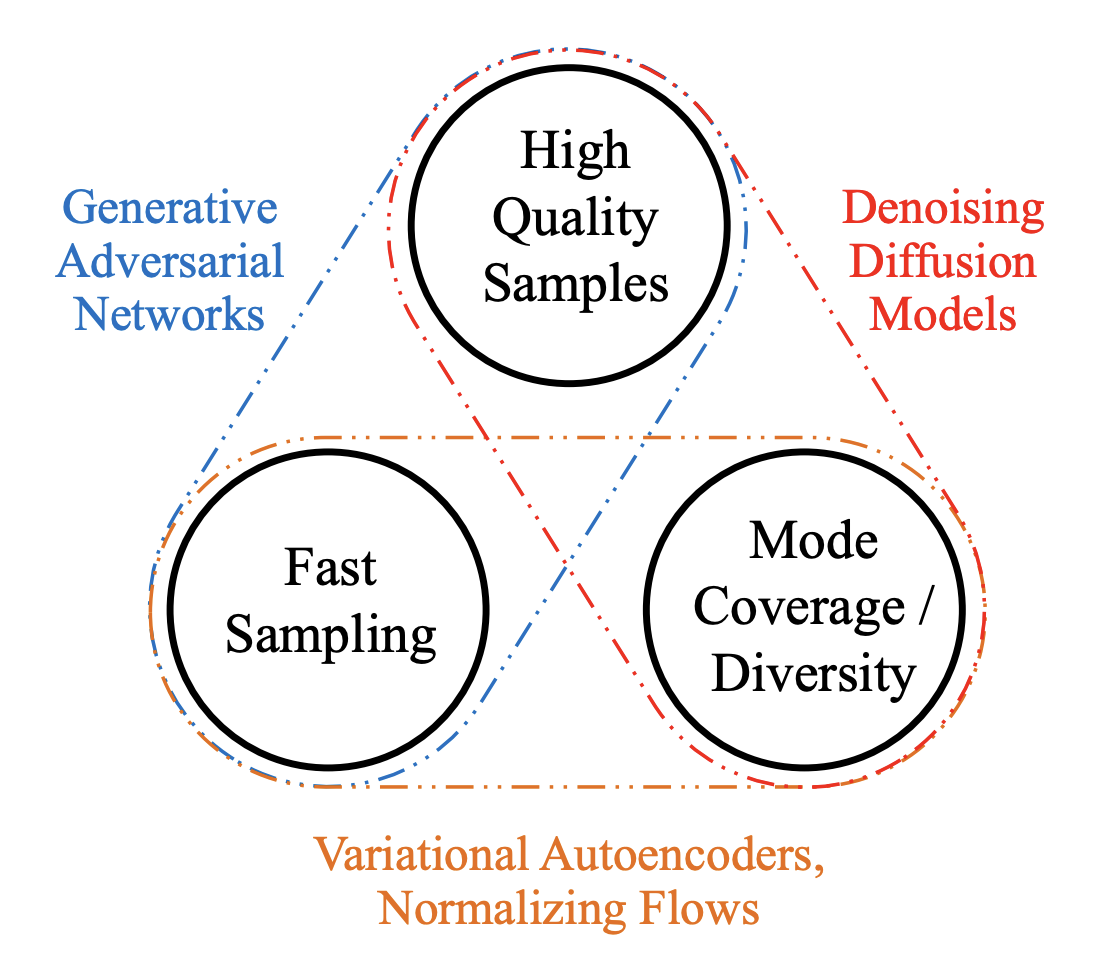 High
Quality
Samples
Generative
Adversarial
Networks
Denoising
Diffusion
Models
Fast
Sampling
Mode
Coverage /
Diversity
Variational Autoencoders,
Normalizing Flows